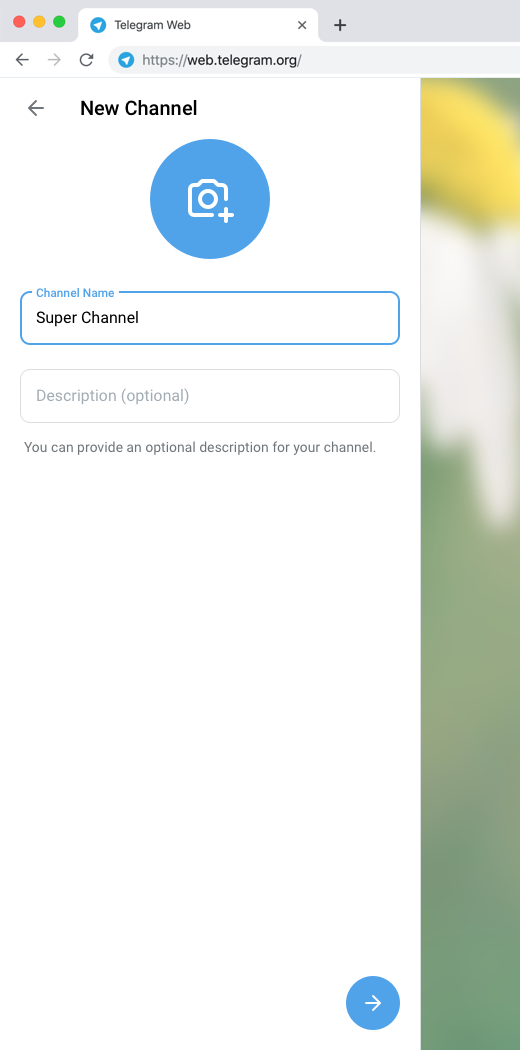 Telegram Web
https://web.telegram.org/
New Channel
Channel Name
Super Channel
Description (optional)
You can provide an optional description for your channel.